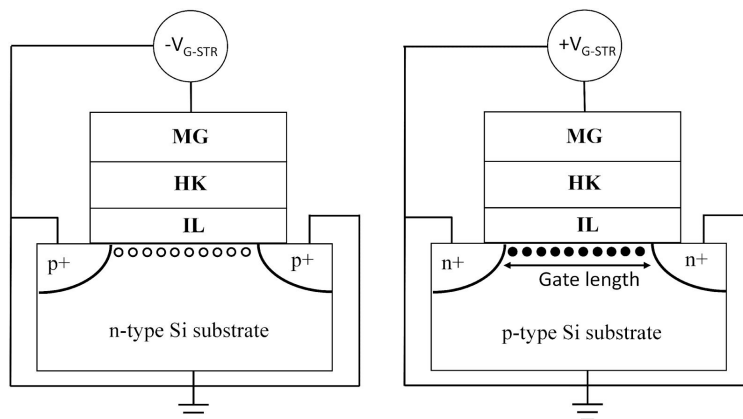 -V_G-STR
MG
HK
IL
p+ p+
n-type Si substrate
+V_G-STR
MG
HK
IL
n+ n+
Gate length
p-type Si substrate